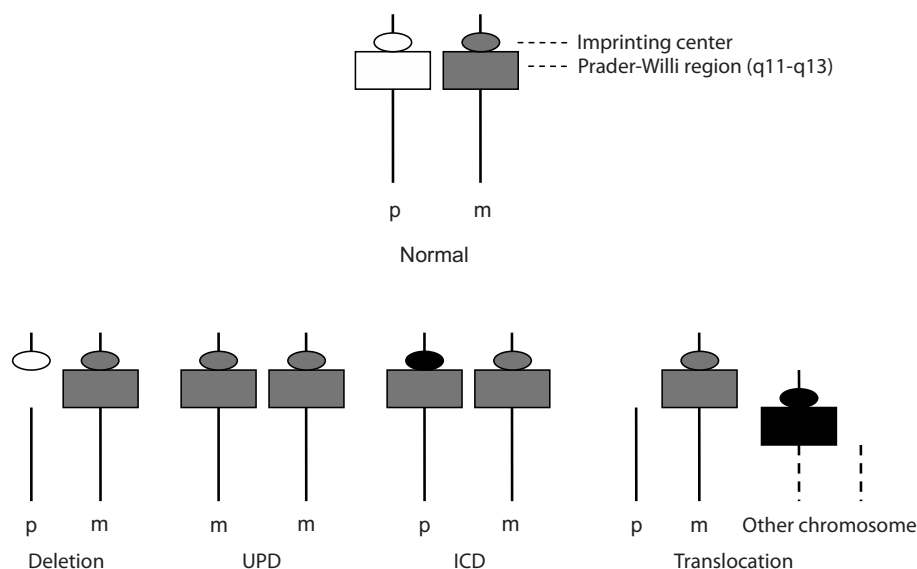 Imprinting center
Prader-Willi region (q11-q13)
p m
Normal
p m m m p m p m Other chromosome
Deletion UPD ICD Translocation